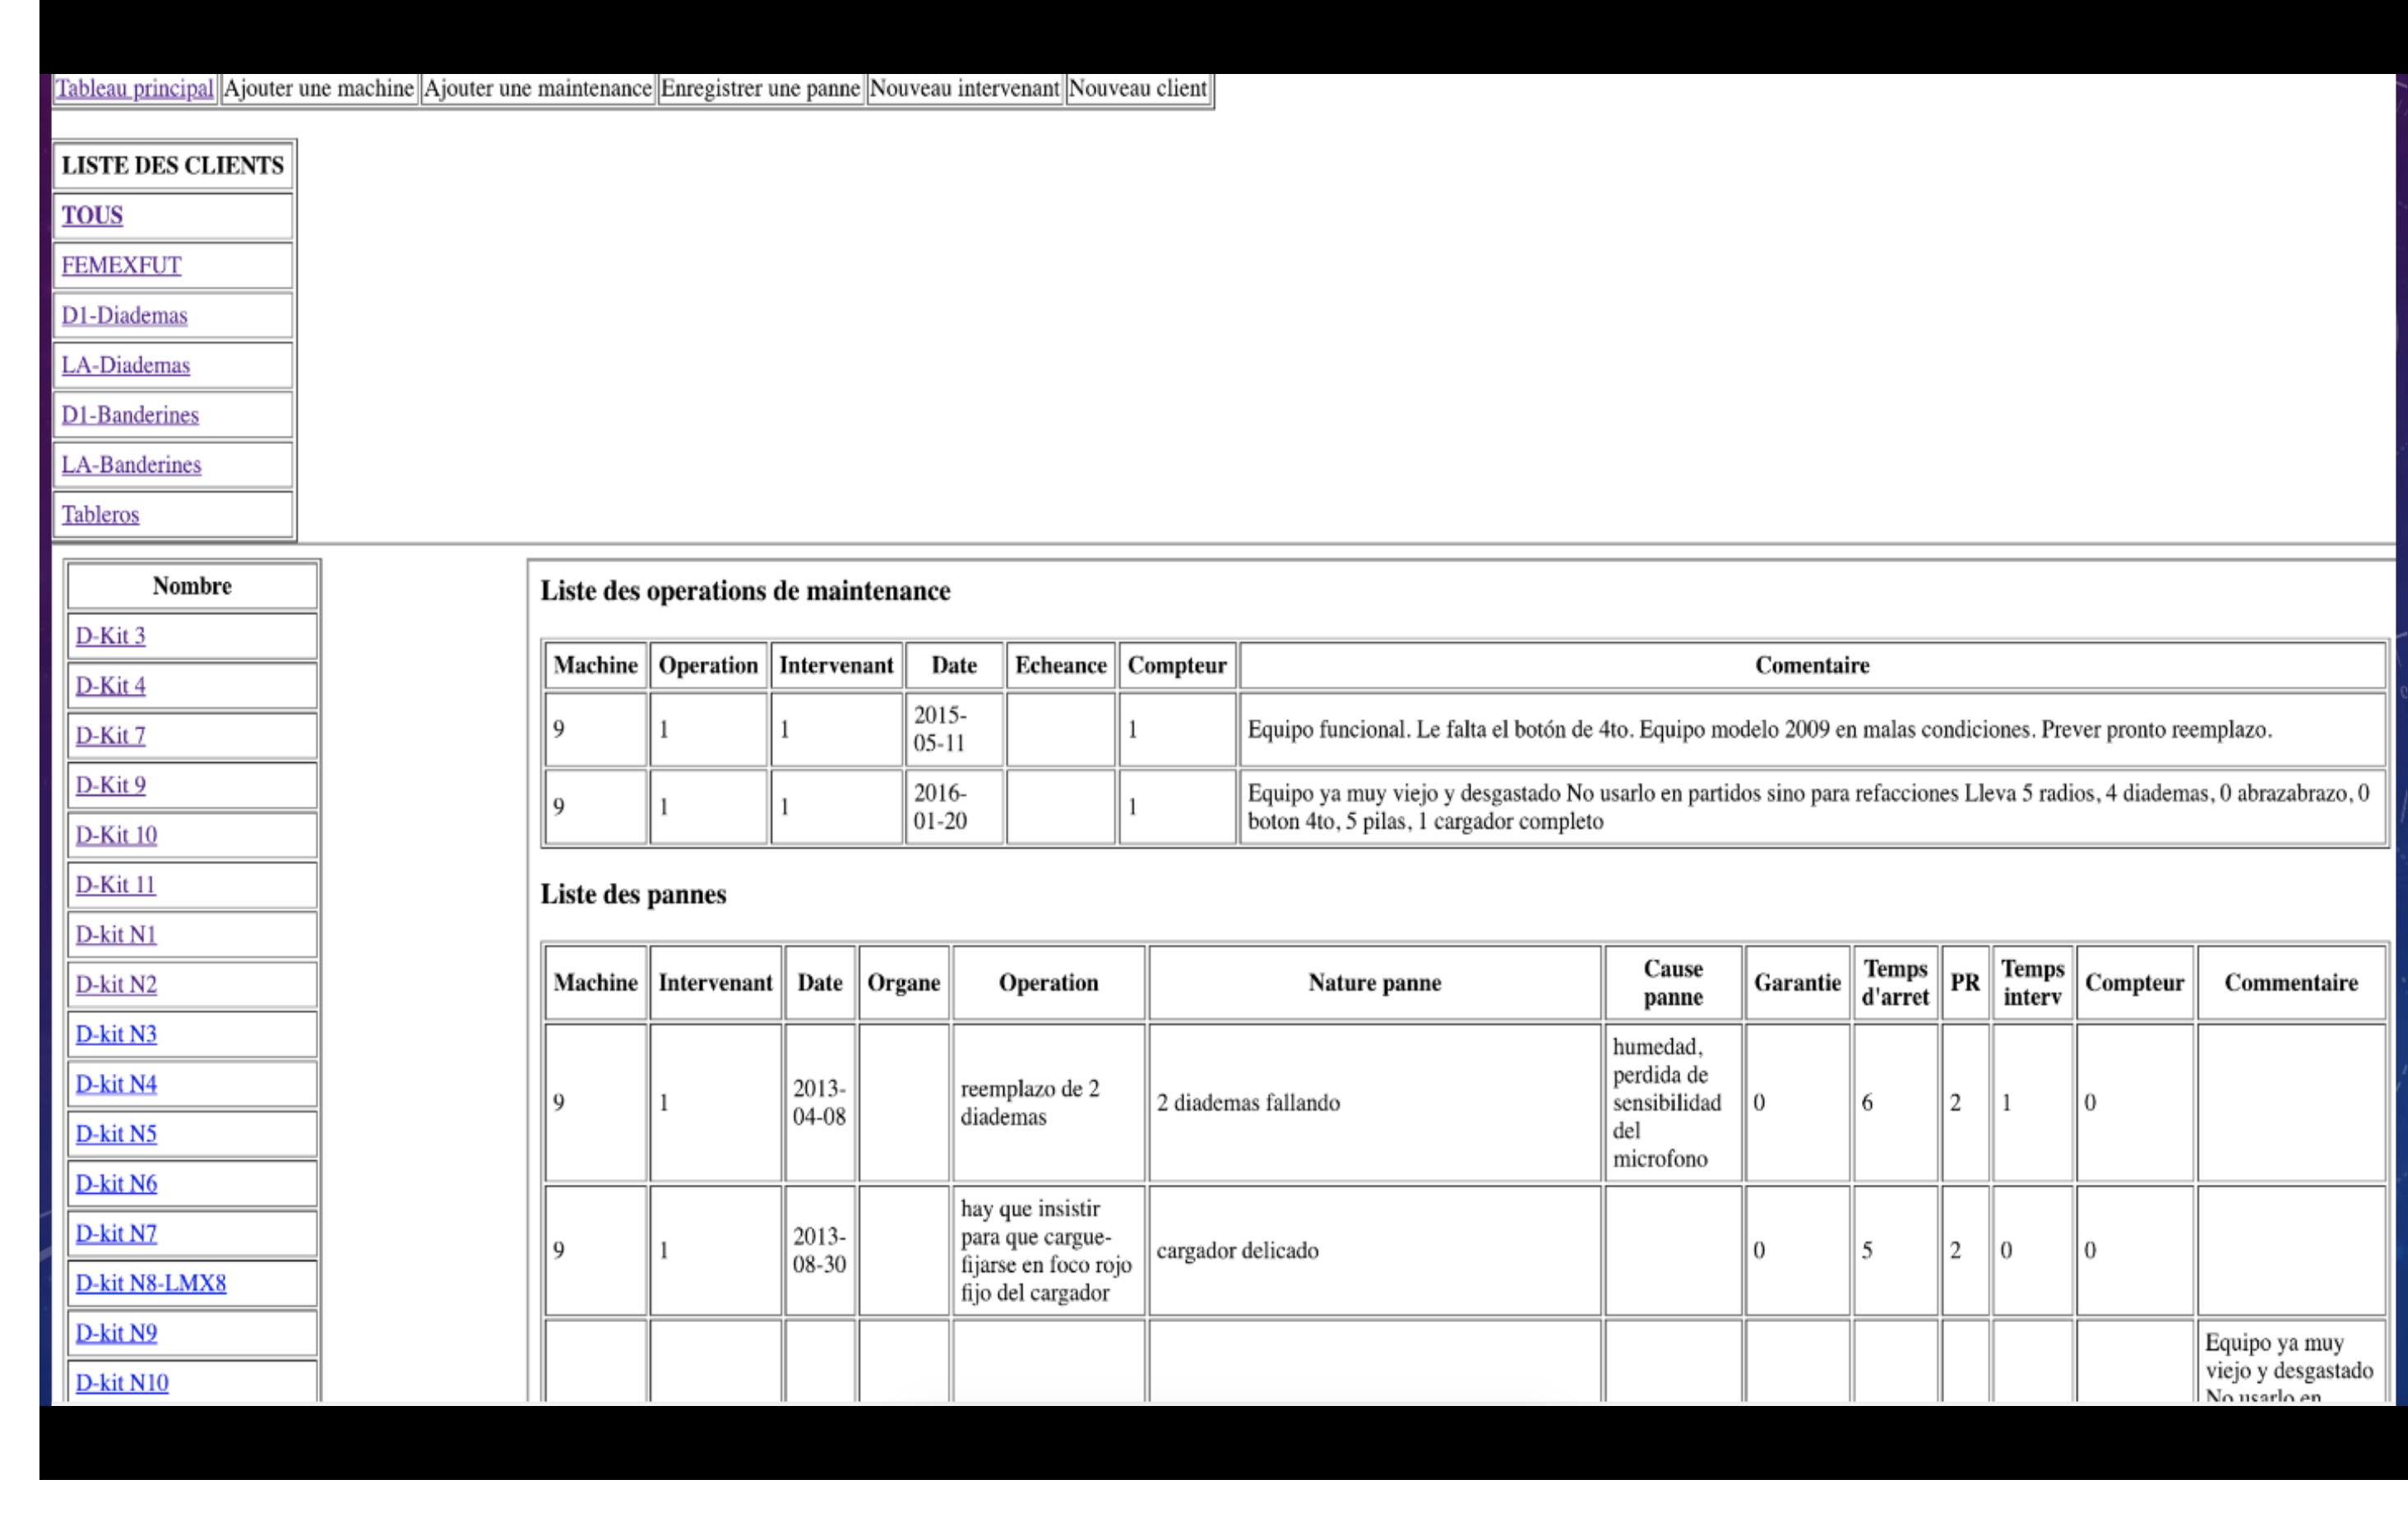 Tableau principal Ajouter une machine Ajouter une maintenance Enregistrer une panne Nouveau intervenant Nouveau client
LISTE DES CLIENTS
TOUS
FEMEXFUT
D1-Diademas
LA-Diademas
D1-Banderines
LA-Banderines
Tableros
Nombre
D-Kit 3
D-Kit 4
D-Kit 7
D-Kit 9
D-Kit 10
D-Kit 11
D-kit N1
D-kit N2
D-kit N3
D-kit N4
D-kit N5
D-kit N6
D-kit N7
D-kit N8-LMX8
D-kit N9
D-kit N10
Liste des operations de maintenance
Machine Operation Intervenant Date Echeance Compteur Comentaire
9 1 1 2015-
05-11 1 Equipo funcional. Le falta el botón de 4to. Equipo modelo 2009 en malas condiciones. Prever pronto reemplazo.
9 1 1 2016-
01-20 1 Equipo ya muy viejo y desgastado No usarlo en partidos sino para refacciones Lleva 5 radios, 4 diademas, 0 abrazabrazo, 0
boton 4to, 5 pilas, 1 cargador completo
Liste des pannes
Machine Intervenant Date Organe Operation Nature panne Cause
panne Garantie Temps
d'arret PR Temps
interv Compteur Commentaire
9 1 2013-
04-08 reemplazo de 2
diademas 2 diademas fallando humedad,
perdida de
sensibilidad
del
microfono 0 6 2 1 0
9 1 2013-
08-30 hay que insistir
para que cargue-
fijarse en foco rojo
fijo del cargador cargador delicado 0 5 2 0 0
Equipo ya muy
viejo y desgastado
No usarlo en